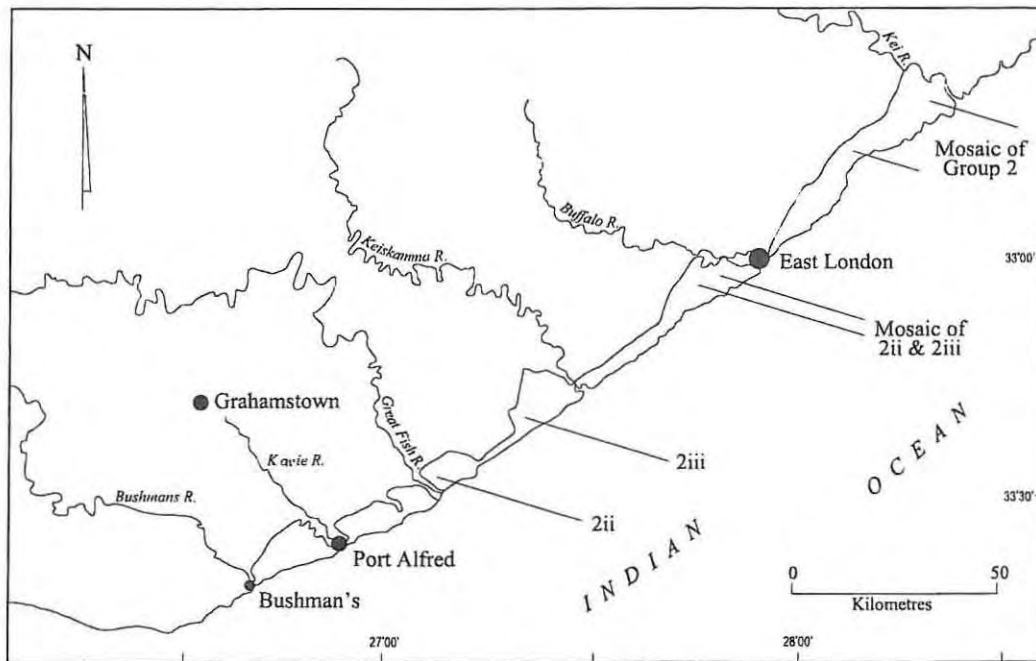 N
Kei R.
Mosaic of
Group 2
Buffalo R.
Keiskamma R.
East London
33°00'
Mosaic of
2ii & 2iii
Grahamstown
Great Fish R.
Kowie R.
2iii
OCEAN
Bushmans R.
33°30'
2ii
INDIAN
Port Alfred
0 50
Kilometres
Bushman's
27°00'
28°00'